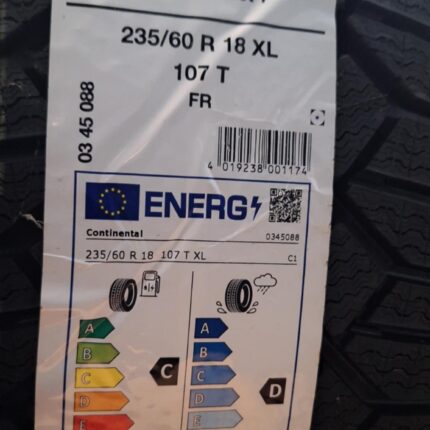 235/60 R 18 XL
107 T
FR
03 45 088
4 019238 001174
ENERG
Continental
0345088
235/60 R 18 107 T XL
C1
A
B
C
D
C
A
B
C
D
D